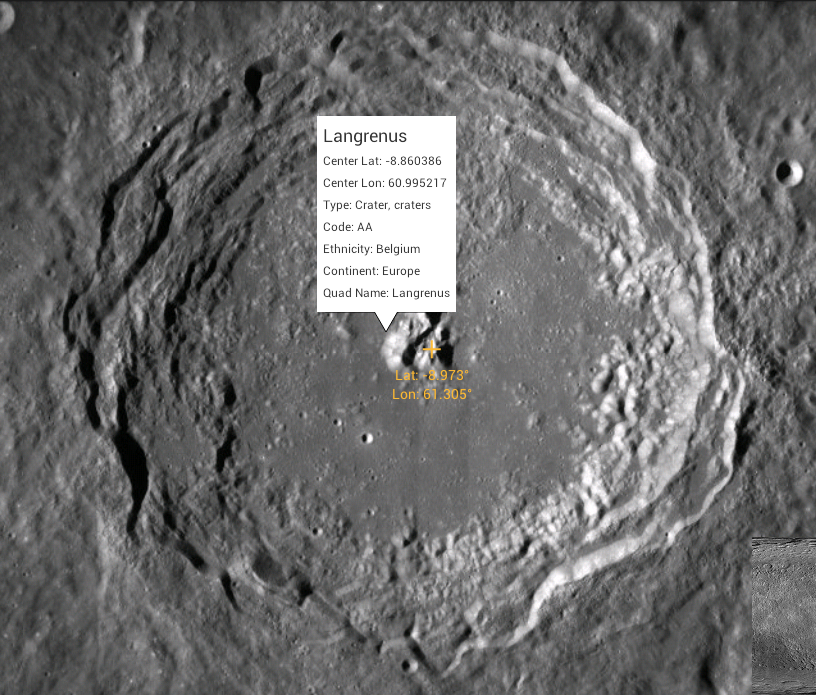 Langrenus
Center Lat: -8.860386
Center Lon: 60.995217
Type: Crater, craters
Code: AA
Ethnicity: Belgium
Continent: Europe
Quad Name: Langrenus
Lat: -8.973°
Lon: 61.305°